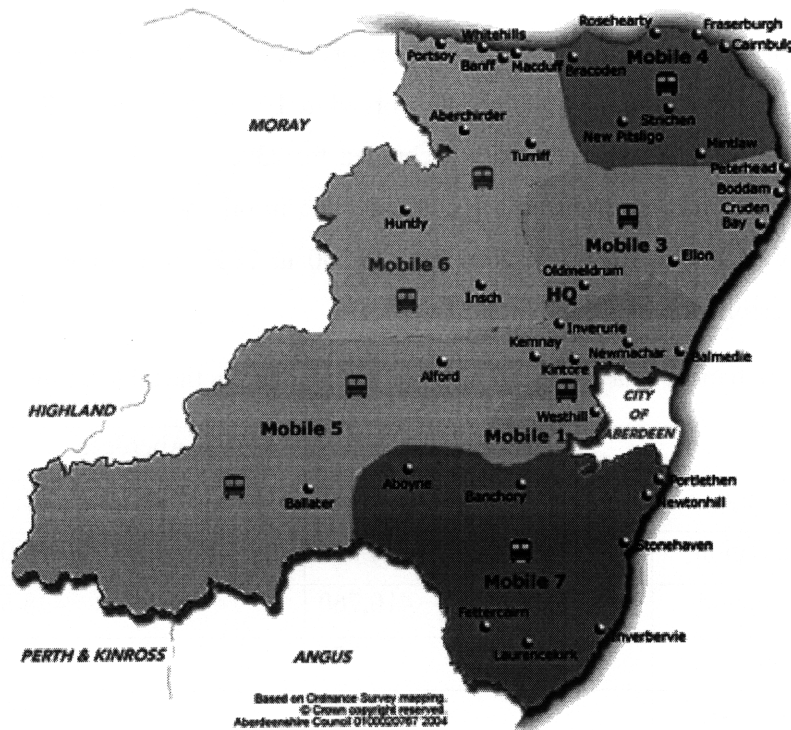 Rosehearty
Fraserburgh
Whitehills
Cairnbulg
Portsoy
Banff
Macduff
Bracoden
Mobile 4
Aberchirder
Strichen
MORAY
New Pitsligo
Turriff
Mintlaw
Peterhead
Boddam
Cruden
Bay
Huntly
Mobile 3
Ellon
Mobile 6
Oldmeldrum
Insch
HQ
Inverurie
Kemnay
Newmachar
Balmedie
Alford
Kintore
HIGHLAND
Westhill
CITY
OF
ABERDEEN
Mobile 5
Mobile 1
Aboyne
Banchory
Portlethen
Ballater
Newtonhill
Stonehaven
Mobile 7
Fettercairn
Inverbervie
Laurencekirk
PERTH & KINROSS
ANGUS
Based on Ordnance Survey mapping.
© Crown copyright reserved.
Aberdeenshire Council 0100020767 2004